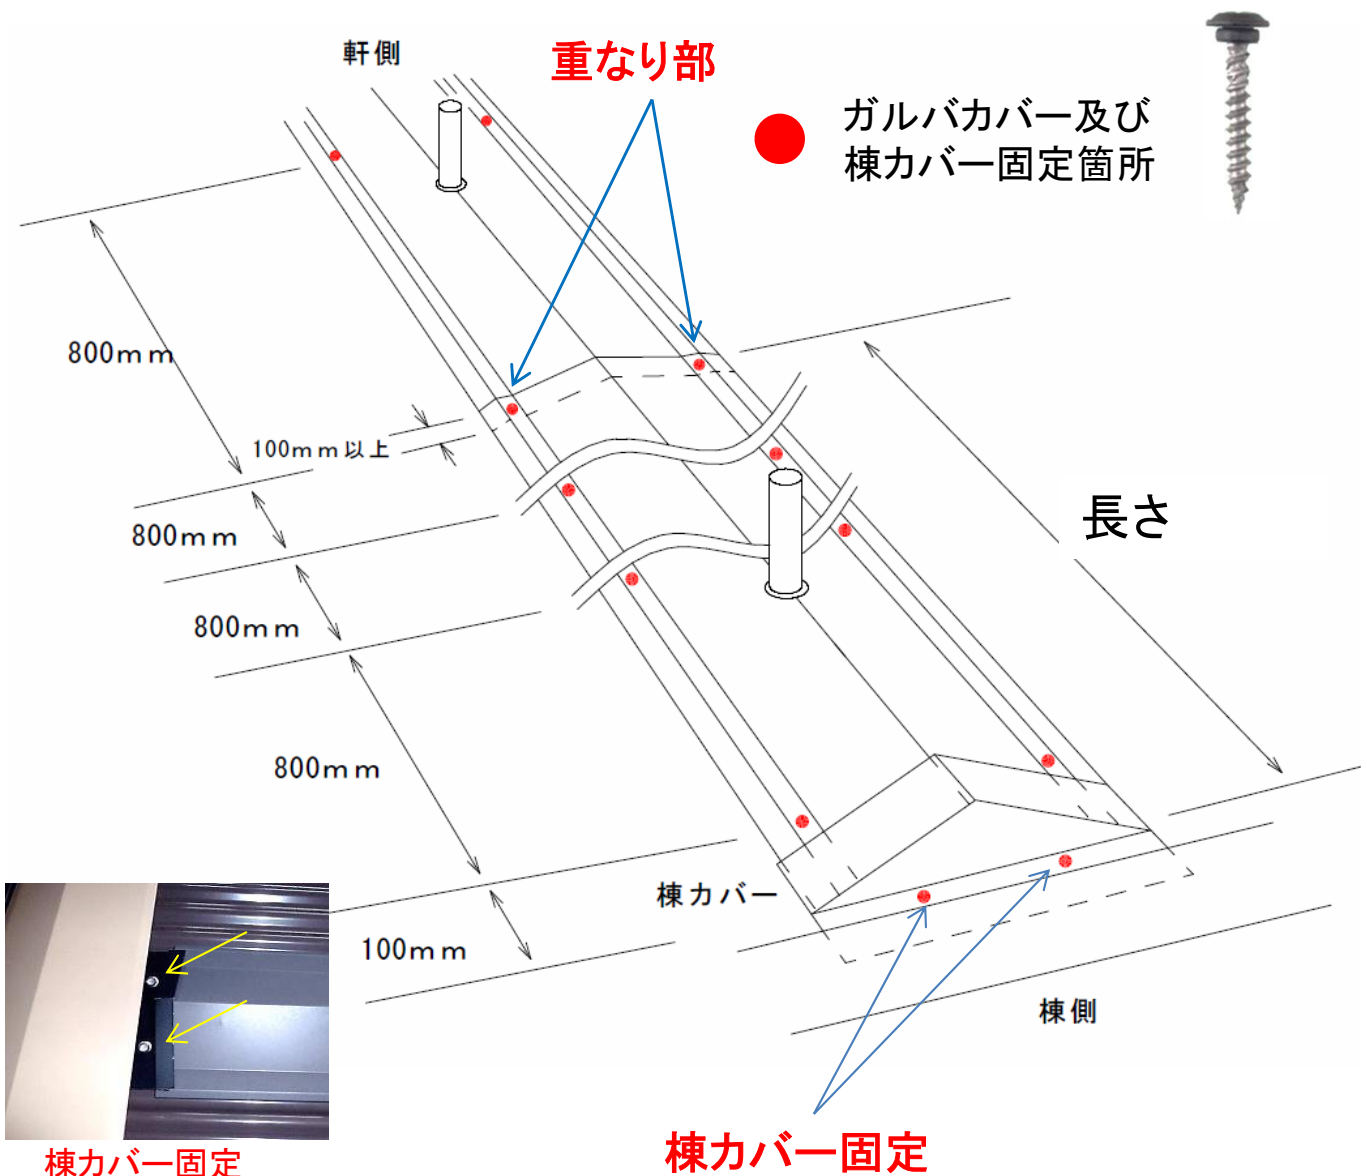 軒側
重なり部
ガルバカバー及び
棟カバー固定箇所
800mm
100mm以上
800mm
長さ
800mm
800mm
棟カバー
100mm
棟側
棟カバー固定
棟カバー固定